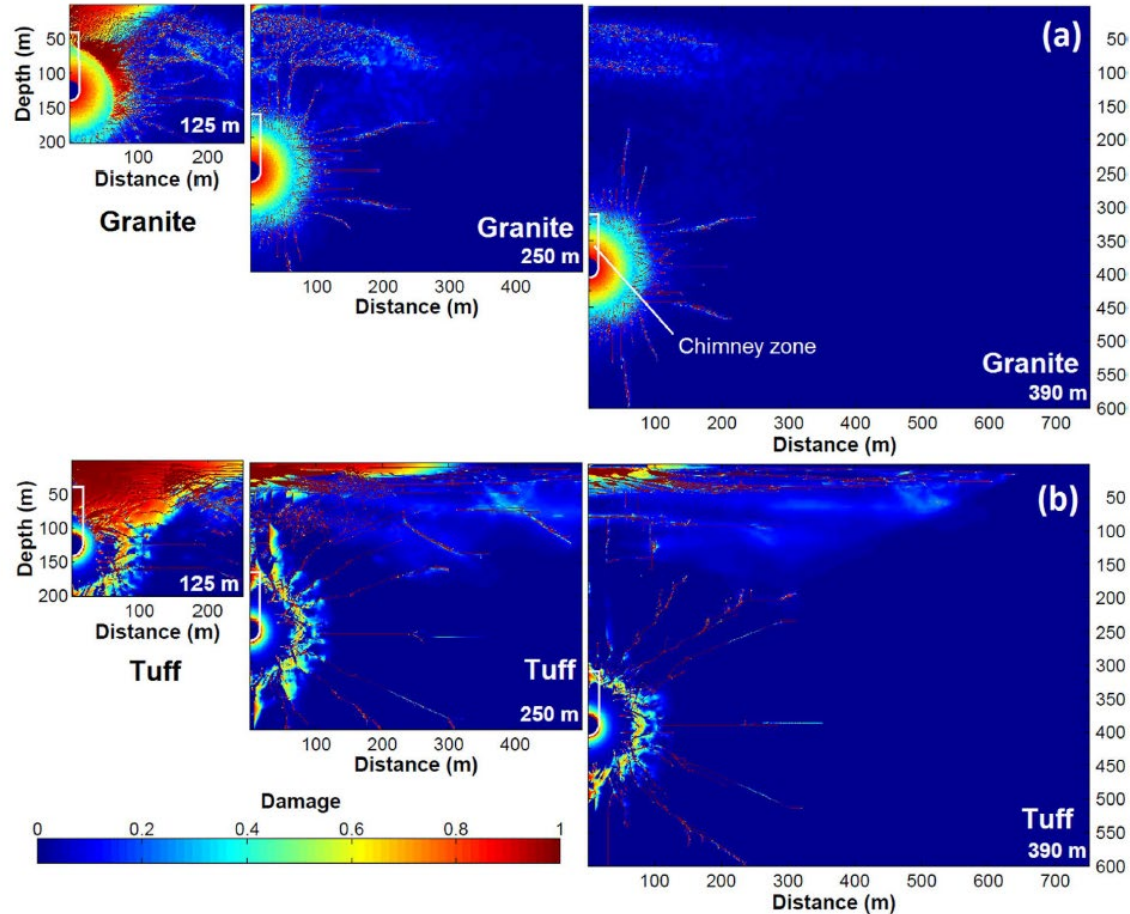 (a)
50
100
150
200
Depth (m)
125 m
100 200
Distance (m)
Granite
Granite
250 m
100 200 300 400
Distance (m)
Chimney zone
Granite
390 m
50
100
150
200
250
300
350
400
450
500
550
600
100 200 300 400 500 600 700
Distance (m)
(b)
50
100
150
200
Depth (m)
125 m
100 200
Distance (m)
Tuff
Tuff
250 m
100 200 300 400
Distance (m)
Tuff
390 m
50
100
150
200
250
300
350
400
450
500
550
600
100 200 300 400 500 600 700
Distance (m)
Damage
0 0.2 0.4 0.6 0.8 1